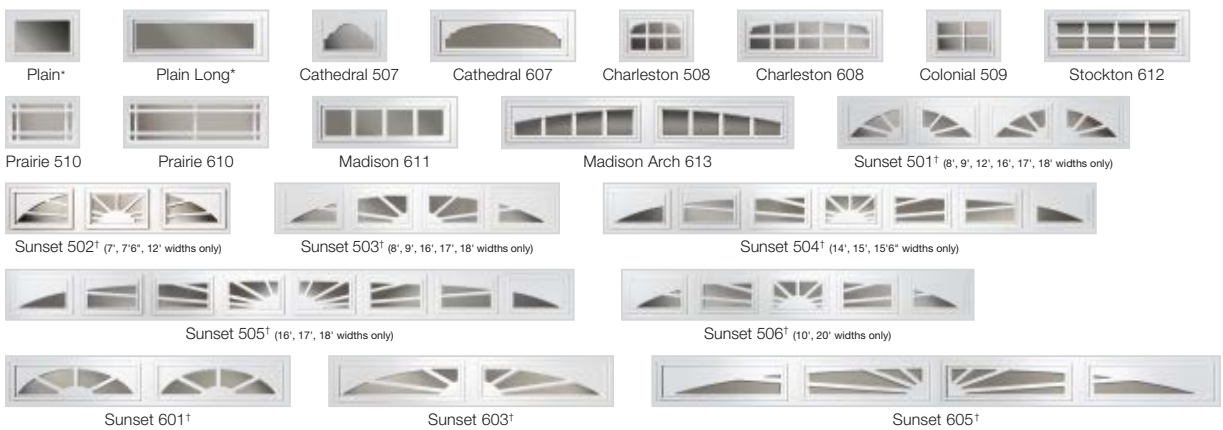 Plain* Plain Long* Cathedral 507 Cathedral 607 Charleston 508 Charleston 608 Colonial 509 Stockton 612
Prairie 510 Prairie 610 Madison 611 Madison Arch 613 Sunset 501† (8', 9', 12', 16', 17', 18' widths only)
Sunset 502† (7', 7'6", 12' widths only) Sunset 503† (8', 9', 16', 17', 18' widths only) Sunset 504† (14', 15', 15'6" widths only)
Sunset 505† (16', 17', 18' widths only) Sunset 506† (10', 20' widths only)
Sunset 601† Sunset 603† Sunset 605†